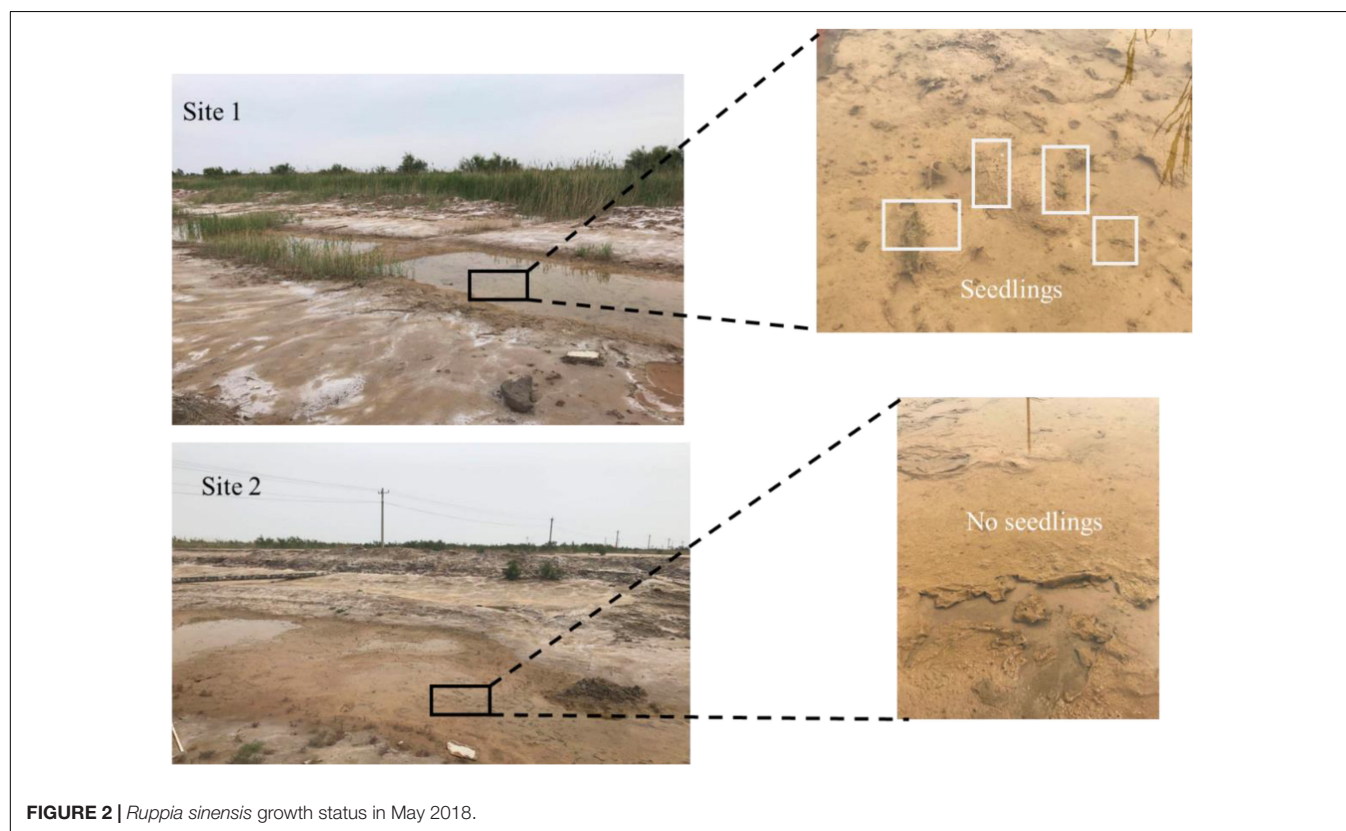 Site 1
Seedlings
Site 2
No seedlings
FIGURE 2 | Ruppia sinensis growth status in May 2018.